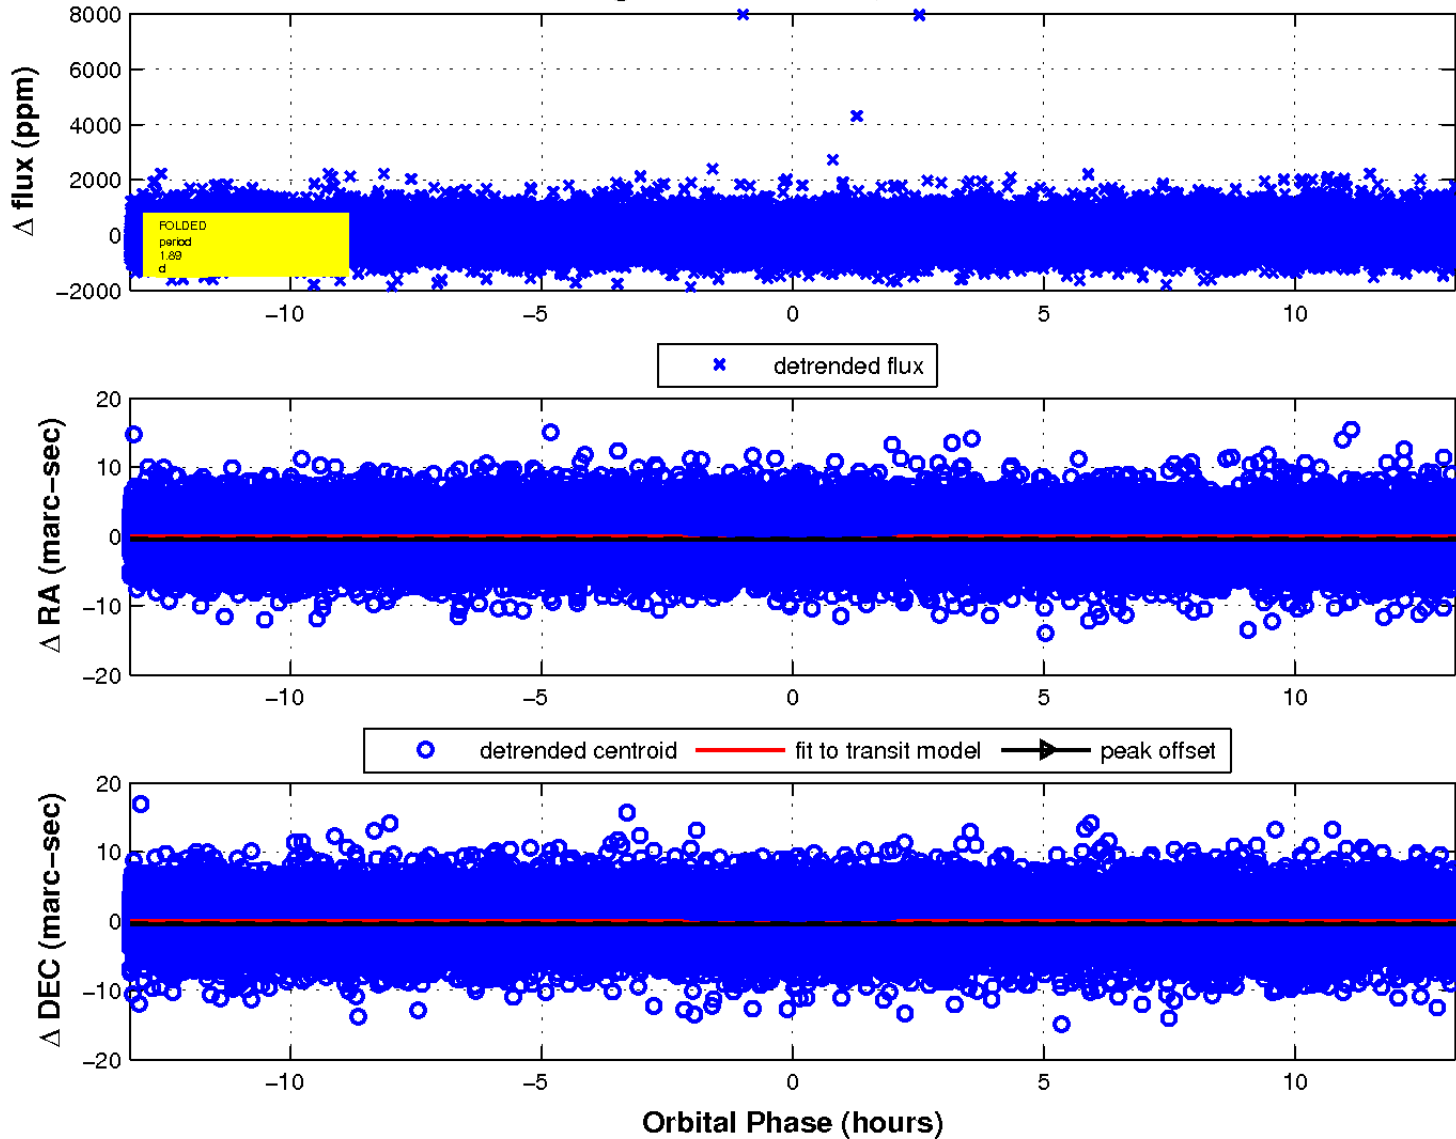 8000
6000
4000
2000
0
−2000
Δ flux (ppm)
FOLDED
period
1.89
d
−10
−5
0
5
10
detrended flux
20
10
0
−10
−20
Δ RA (marc−sec)
−10
−5
0
5
10
detrended centroid
fit to transit model
peak offset
20
10
0
−10
−20
Δ DEC (marc−sec)
−10
−5
0
5
10
Orbital Phase (hours)